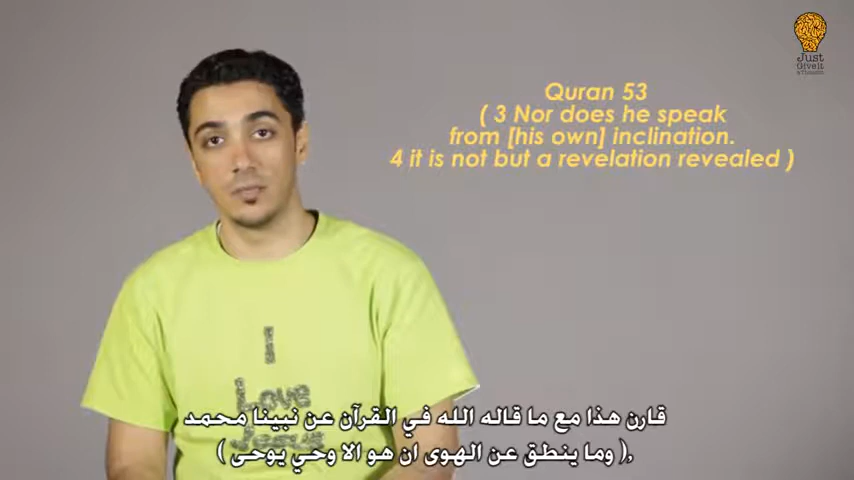 Just
Give it
a Thought
Quran 53
( 3 Nor does he speak
from [his own] inclination.
4 it is not but a revelation revealed )
I
Love
Jesus
قارن هذا مع ما قاله الله في القرآن عن نبينا محمد
,( وما ينطق عن الهوى ان هو الا وحي يوحى )